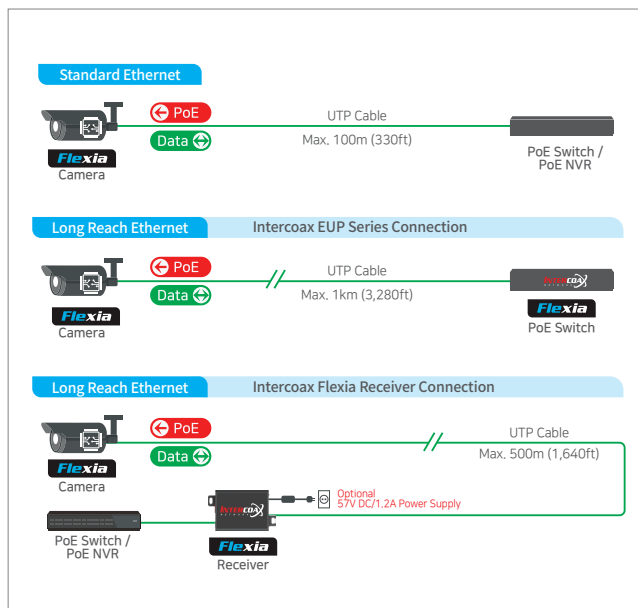 Standard Ethernet
PoE
Data
UTP Cable
Max. 100m (330ft)
Flexia
Camera
PoE Switch /
PoE NVR
Long Reach Ethernet
Intercoax EUP Series Connection
PoE
Data
UTP Cable
Max. 1km (3,280ft)
INTERCOAX
Flexia
Camera
Flexia
PoE Switch
Long Reach Ethernet
Intercoax Flexia Receiver Connection
PoE
Data
UTP Cable
Max. 500m (1,640ft)
Flexia
Camera
Optional
57V DC/1.2A Power Supply
INTERCOAX
PoE Switch /
PoE NVR
Flexia
Receiver